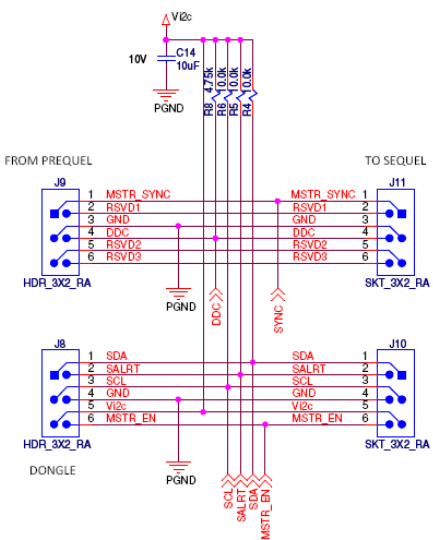 Vi2c
10V
C14
10uF
PGND
R8 4.75k
R6 10.0k
R5 10.0k
R4 10.0k
FROM PREQUEL
TO SEQUEL
J9
J11
1 MSTR_SYNC MSTR_SYNC 1
2 RSVD1 RSVD1 2
3 GND GND 3
4 DDC DDC 4
5 RSVD2 RSVD2 5
6 RSVD3 RSVD3 6
HDR_3X2_RA
SKT_3X2_RA
PGND
DDC
SYNC
J8
J10
1 SDA SDA 1
2 SALRT SALRT 2
3 SCL SCL 3
4 GND GND 4
5 Vi2c Vi2c 5
6 MSTR_EN MSTR_EN 6
HDR_3X2_RA
SKT_3X2_RA
DONGLE
PGND
SCL
SALRT
SDA
MSTR_EN